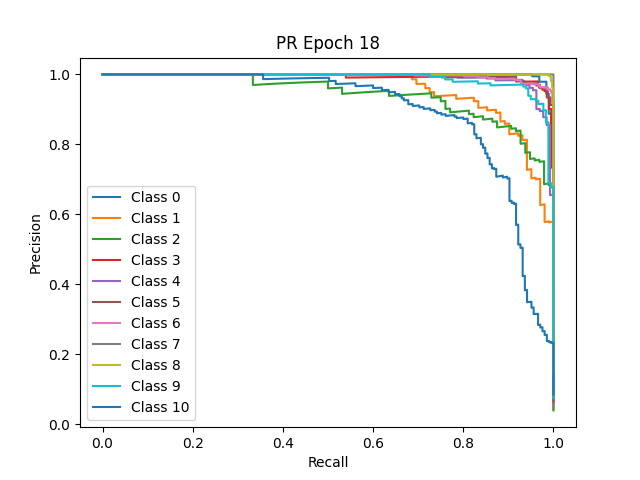 PR Epoch 18
Precision
1.0
0.8
0.6
0.4
0.2
0.0
Class 0
Class 1
Class 2
Class 3
Class 4
Class 5
Class 6
Class 7
Class 8
Class 9
Class 10
0.0 0.2 0.4 0.6 0.8 1.0
Recall